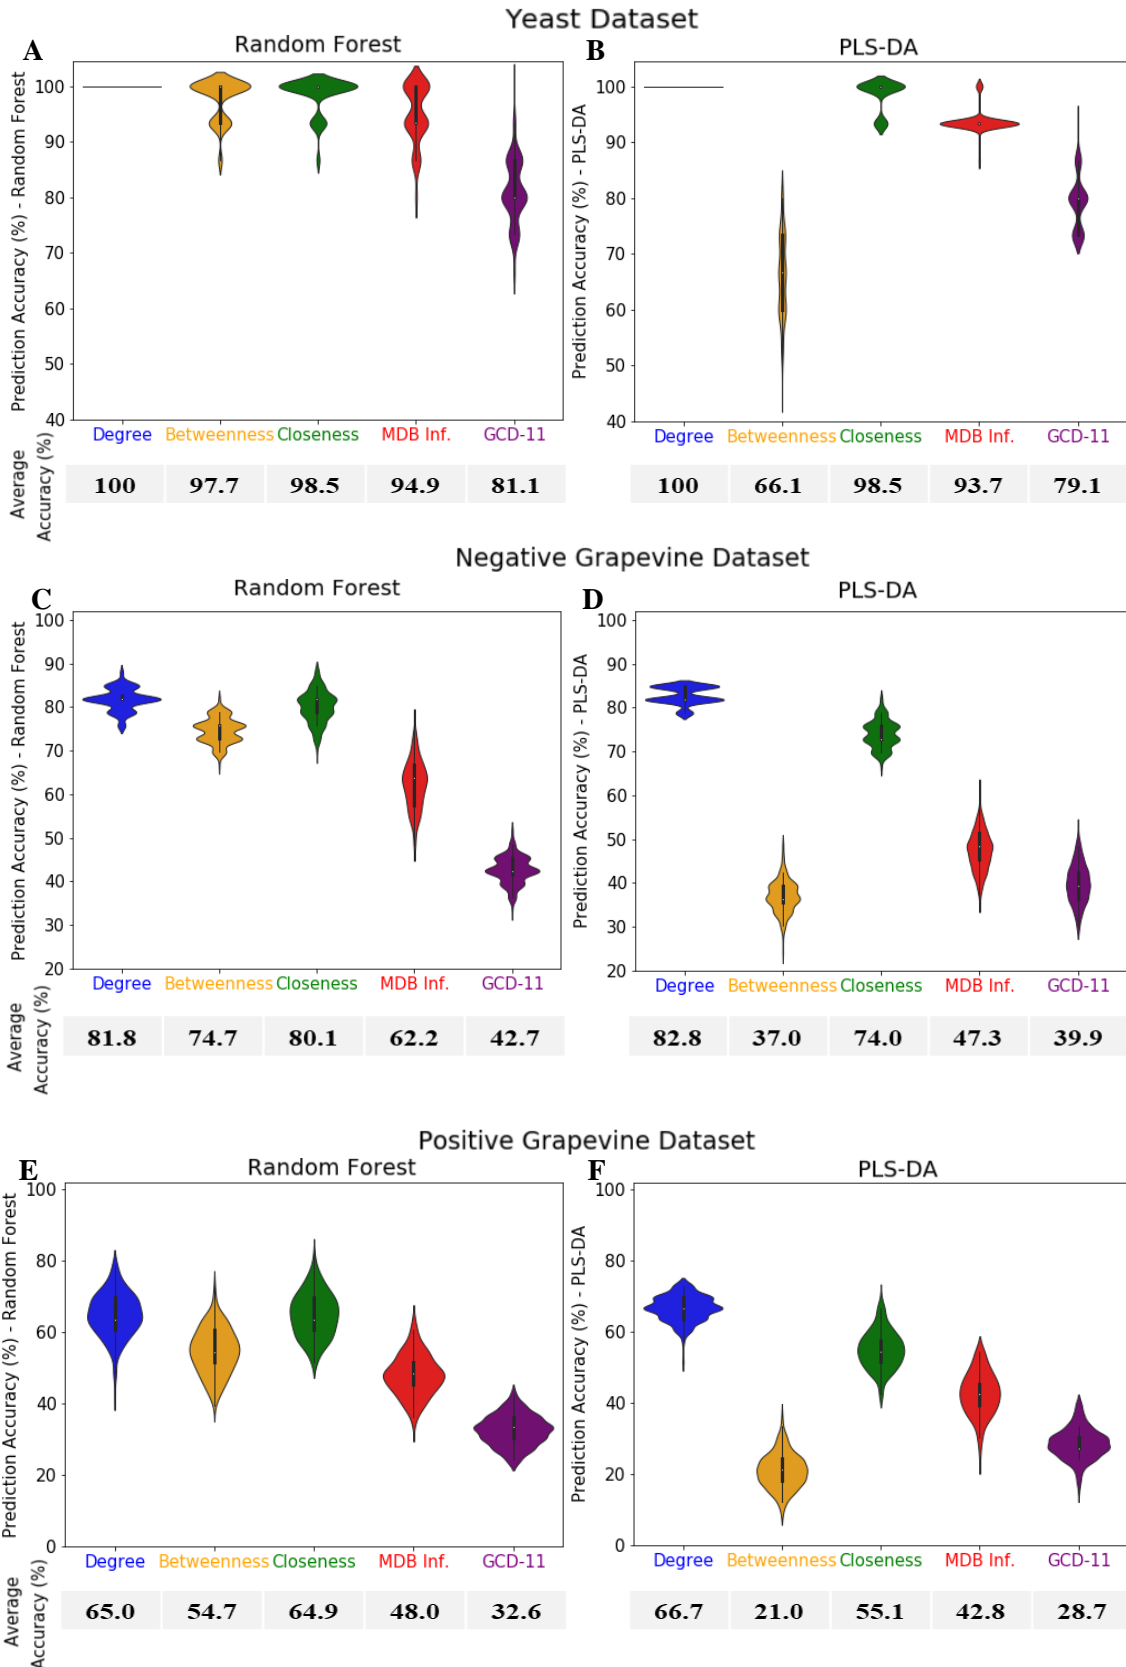 Yeast Dataset
A
Random Forest
B
PLS-DA
Prediction Accuracy (%) - Random Forest
100
90
80
70
60
50
40
Prediction Accuracy (%) - PLS-DA
100
90
80
70
60
50
40
Degree Betweenness Closeness MDB Inf. GCD-11
Degree Betweenness Closeness MDB Inf. GCD-11
Average
Accuracy (%)
100 97.7 98.5 94.9 81.1
100 66.1 98.5 93.7 79.1
Negative Grapevine Dataset
C
Random Forest
D
PLS-DA
Prediction Accuracy (%) - Random Forest
100
90
80
70
60
50
40
30
20
Prediction Accuracy (%) - PLS-DA
100
90
80
70
60
50
40
30
20
Degree Betweenness Closeness MDB Inf. GCD-11
Degree Betweenness Closeness MDB Inf. GCD-11
Average
Accuracy (%)
81.8 74.7 80.1 62.2 42.7
82.8 37.0 74.0 47.3 39.9
Positive Grapevine Dataset
E
Random Forest
F
PLS-DA
Prediction Accuracy (%) - Random Forest
100
80
60
40
20
0
Prediction Accuracy (%) - PLS-DA
100
80
60
40
20
0
Degree Betweenness Closeness MDB Inf. GCD-11
Degree Betweenness Closeness MDB Inf. GCD-11
Average
Accuracy (%)
65.0 54.7 64.9 48.0 32.6
66.7 21.0 55.1 42.8 28.7